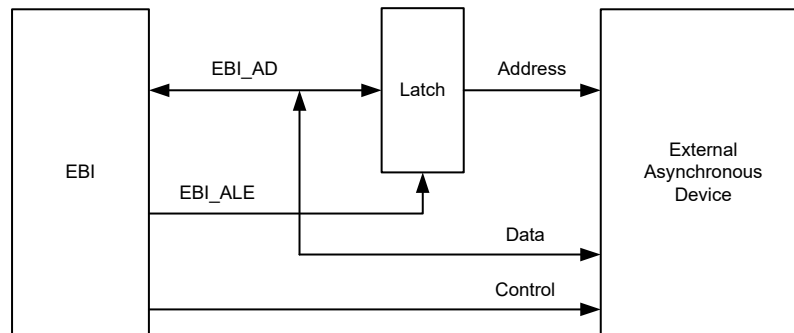 EBI_AD
Address
Latch
EBI
External
Asynchronous
Device
EBI_ALE
Data
Control